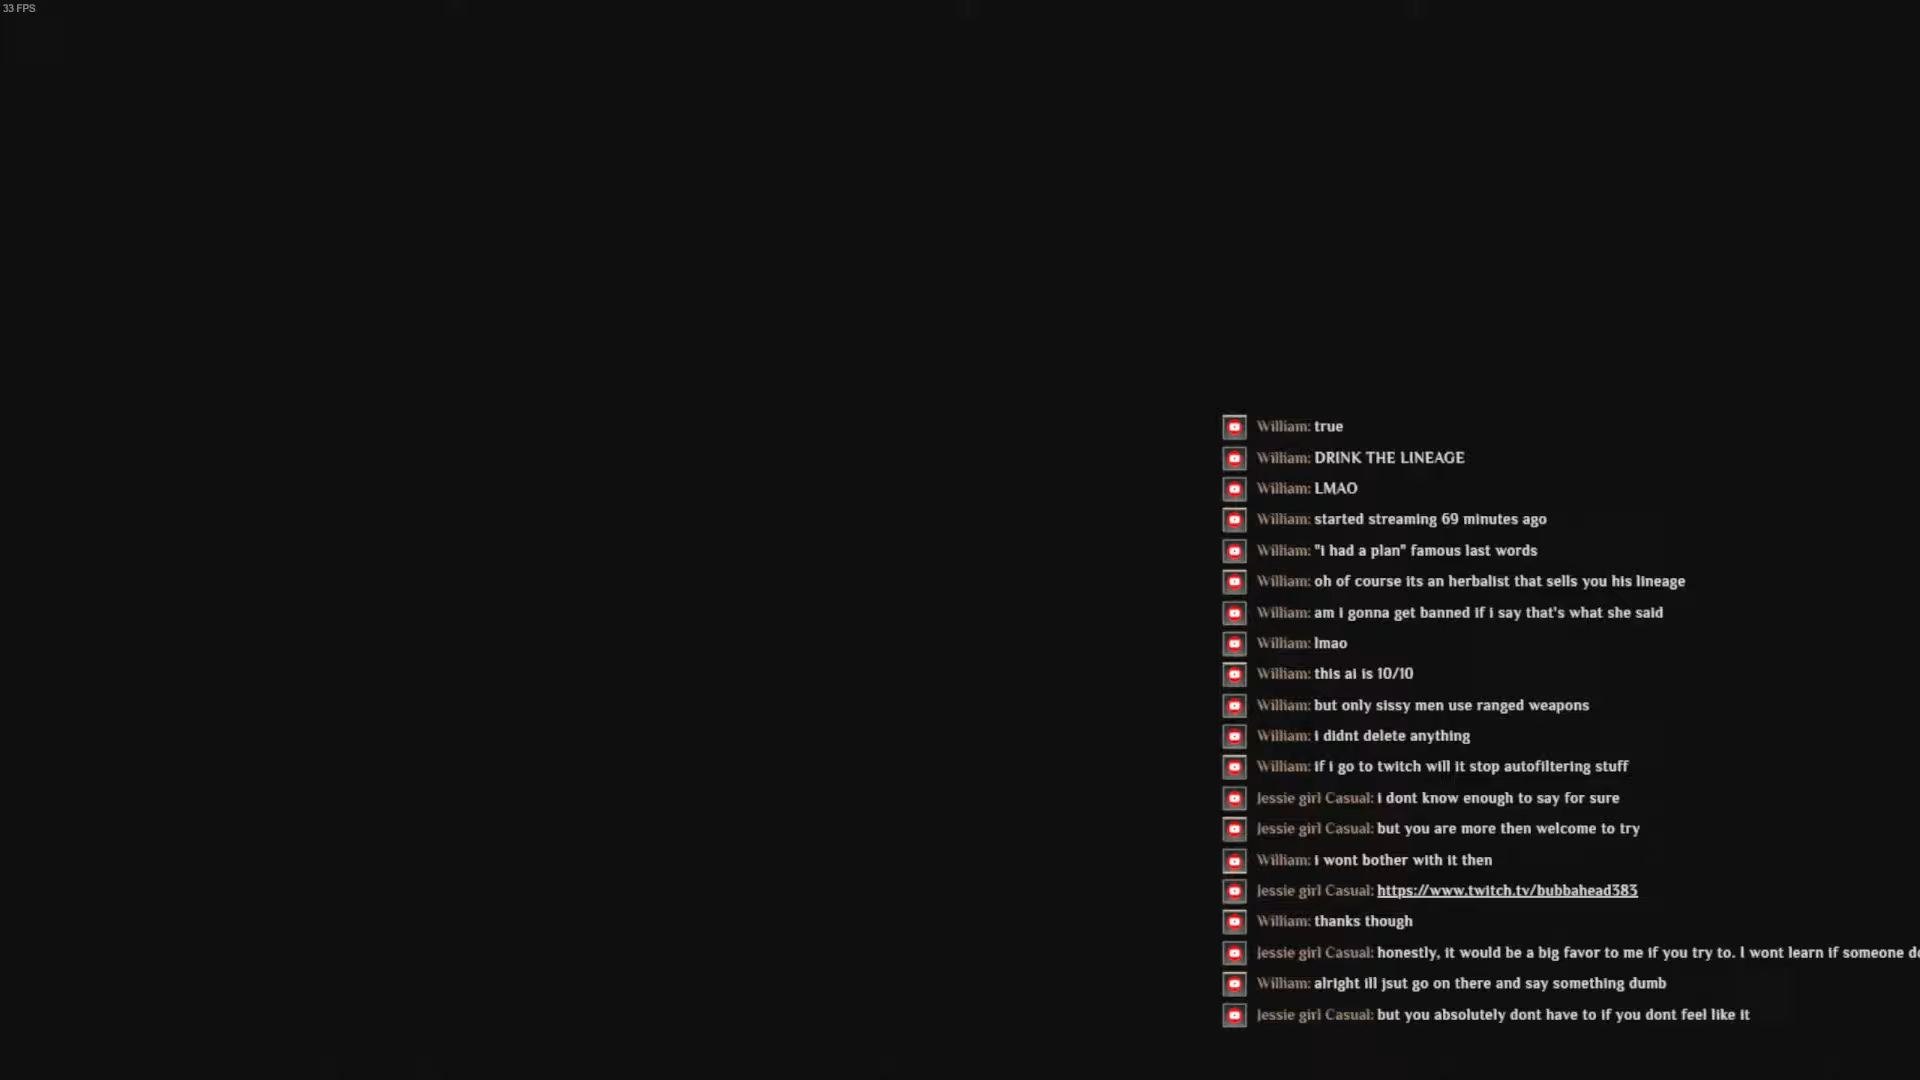 33 FPS
William: true
William: DRINK THE LINEAGE
William: LMAO
William: started streaming 69 minutes ago
William: "i had a plan" famous last words
William: oh of course its an herbalist that sells you his lineage
William: am i gonna get banned if i say that's what she said
William: lmao
William: this ai is 10/10
William: but only sissy men use ranged weapons
William: i didnt delete anything
William: if i go to twitch will it stop autofiltering stuff
Jessie girl Casual: i dont know enough to say for sure
Jessie girl Casual: but you are more then welcome to try
William: i wont bother with it then
Jessie girl Casual: https://www.twitch.tv/bubbahead383
William: thanks though
Jessie girl Casual: honestly, it would be a big favor to me if you try to. I wont learn if someone
William: alright ill jsut go on there and say something dumb
Jessie girl Casual: but you absolutely dont have to if you dont feel like it